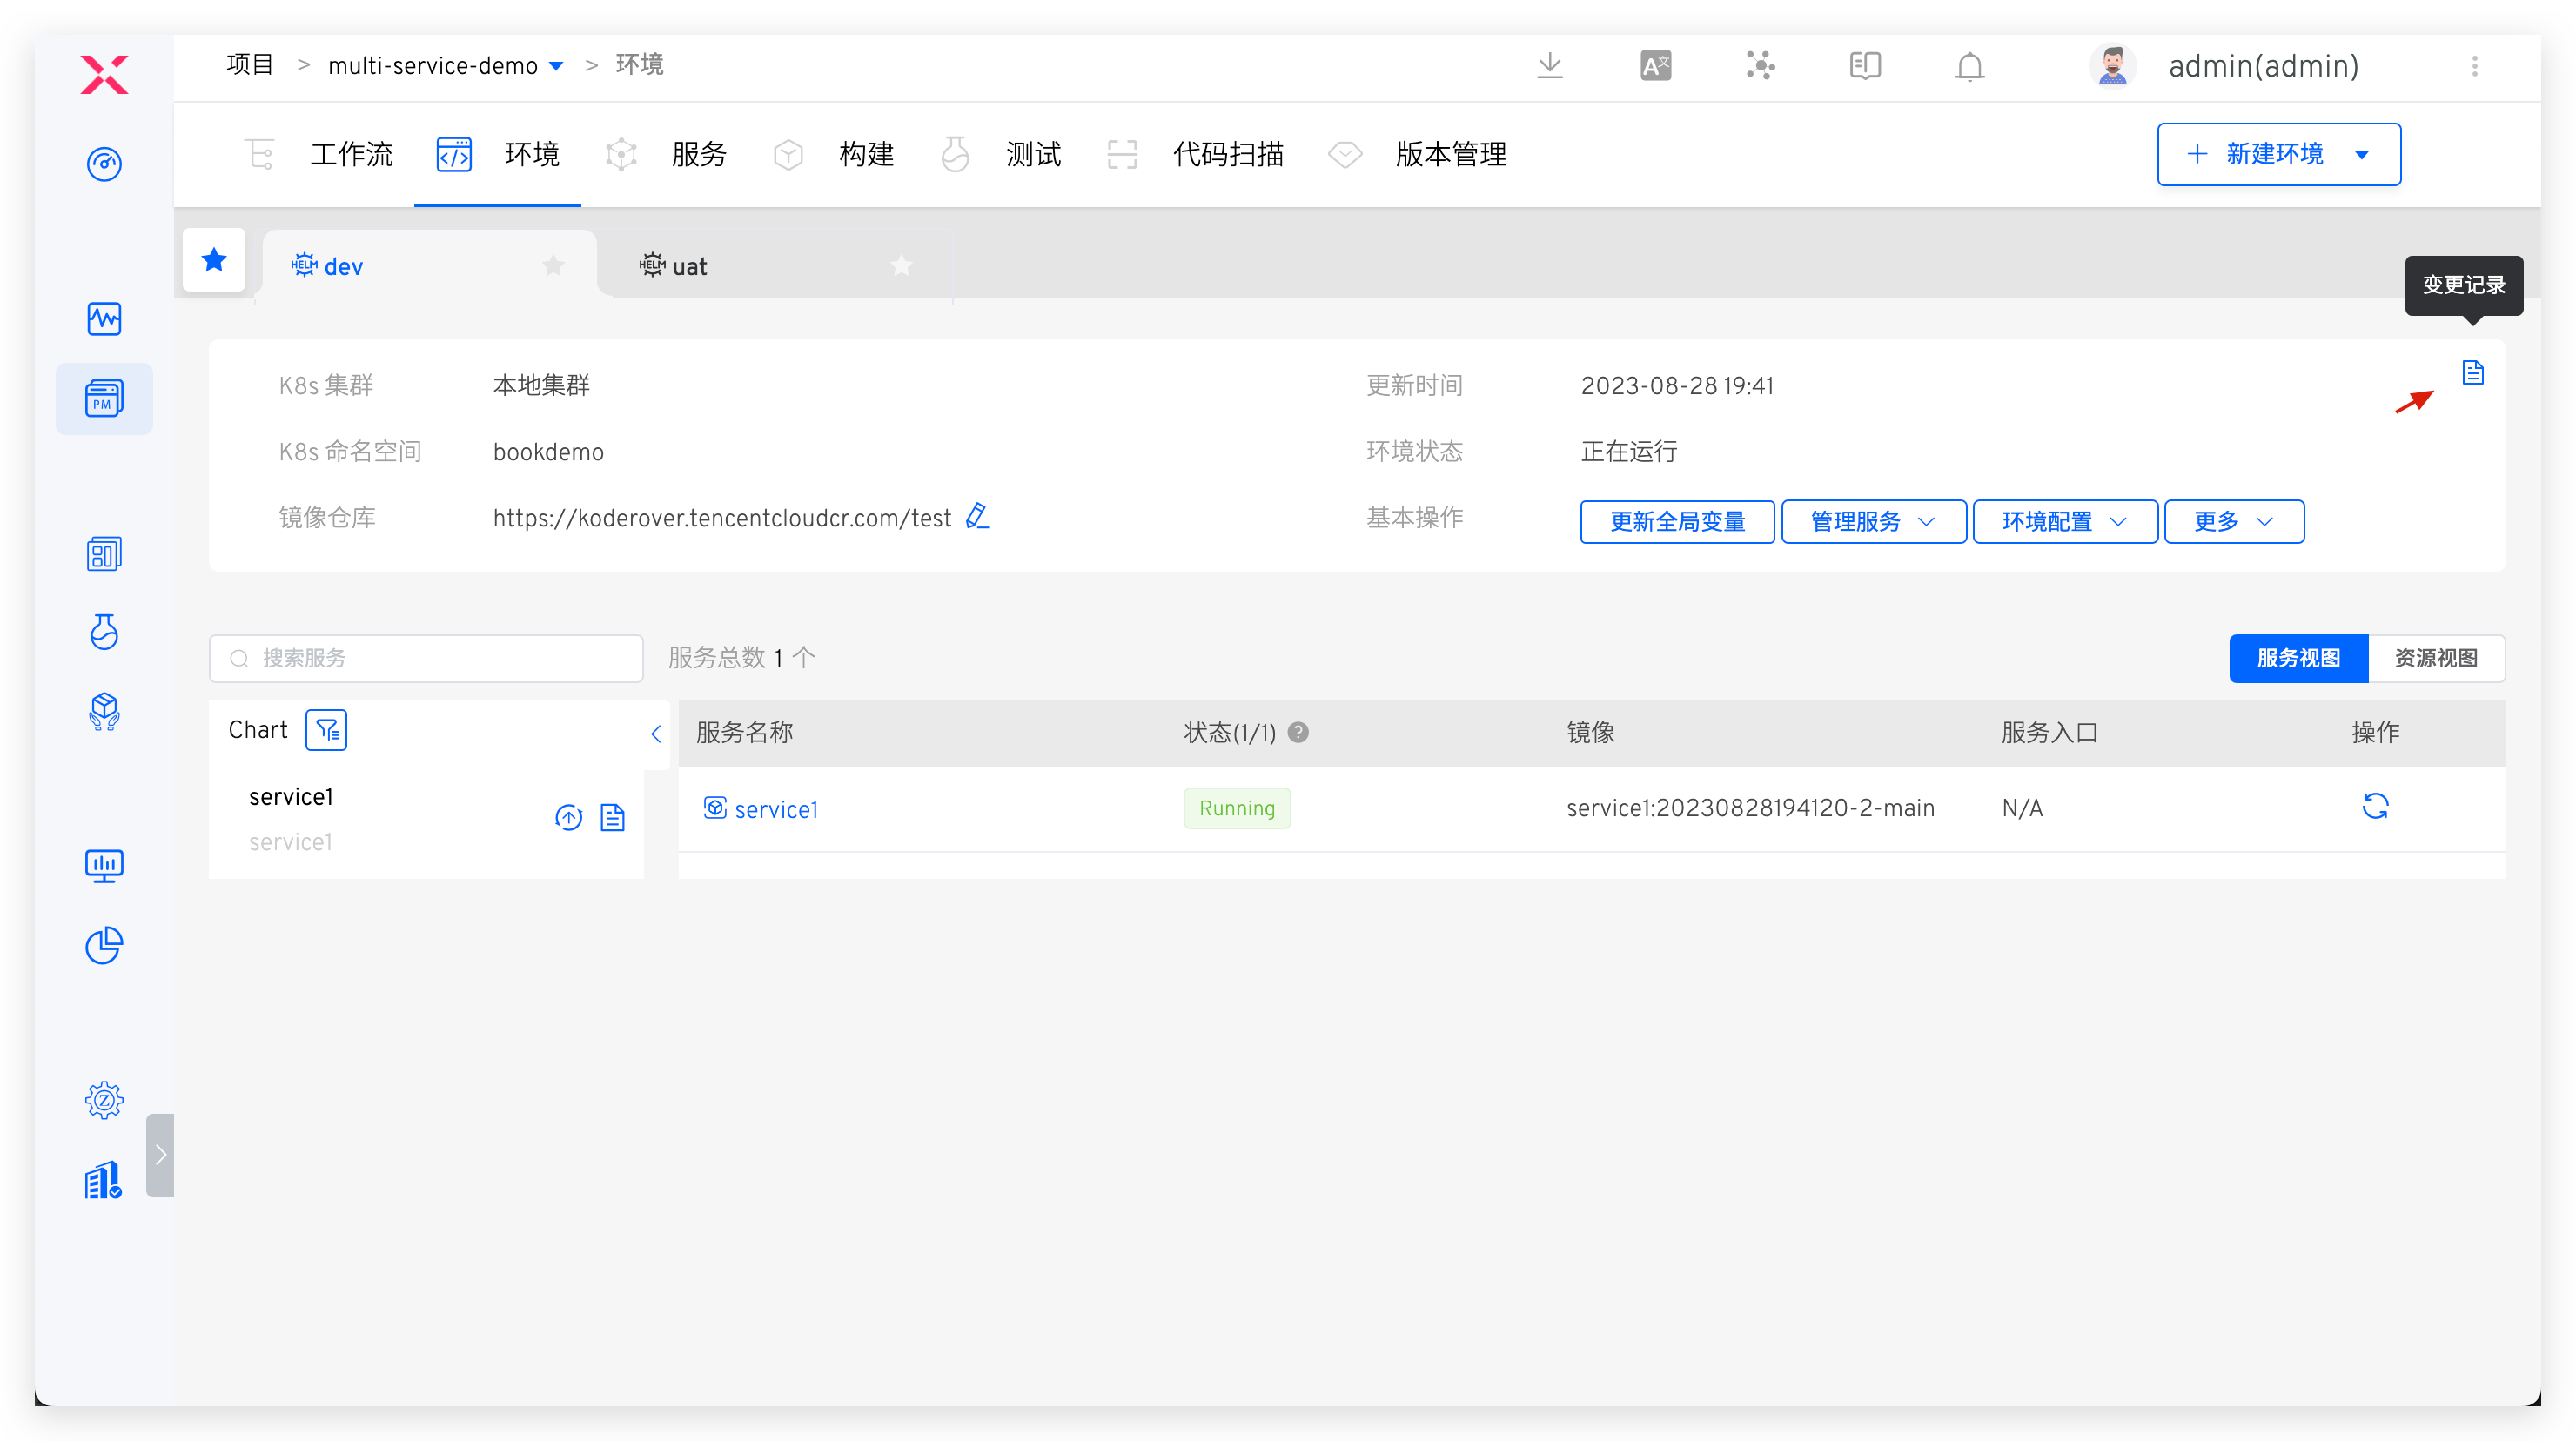 项目 > multi-service-demo > 环境
A文
admin(admin)
工作流 环境 服务 构建 测试 代码扫描 版本管理
新建环境
HELM dev
HELM uat
变更记录
PM
K8s 集群 本地集群
更新时间 2023-08-28 19:41
K8s 命名空间 bookdemo
环境状态 正在运行
镜像仓库 https://koderover.tencentcloudcr.com/test
基本操作 更新全局变量 管理服务 环境配置 更多
搜索服务
服务总数 1 个
服务视图 资源视图
Chart
服务名称 状态(1/1) ? 镜像 服务入口 操作
service1
service1
service1 Running service1:20230828194120-2-main N/A
Z